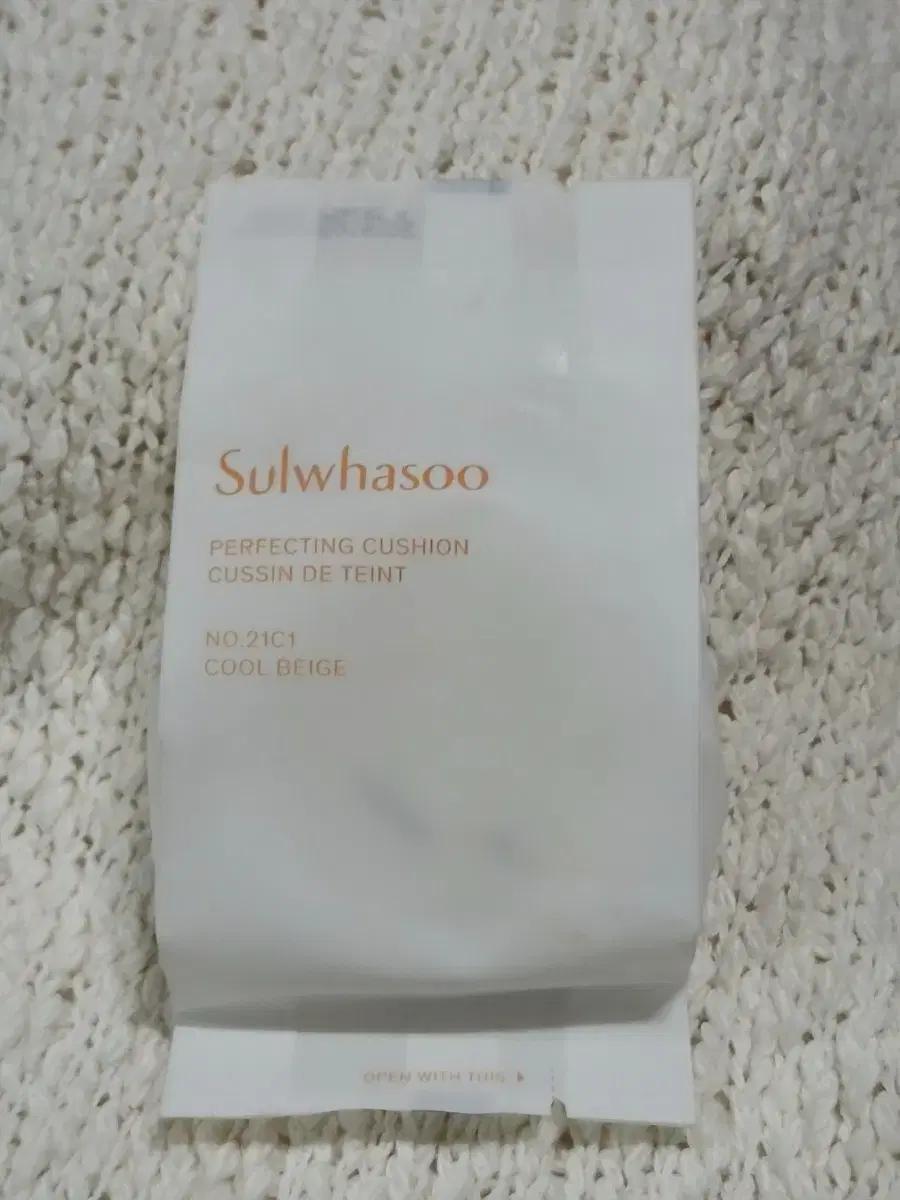 Sulwhasoo
PERFECTING CUSHION
CUSSIN DE TEINT
NO.21C1
COOL BEIGE
OPEN WITH THIS